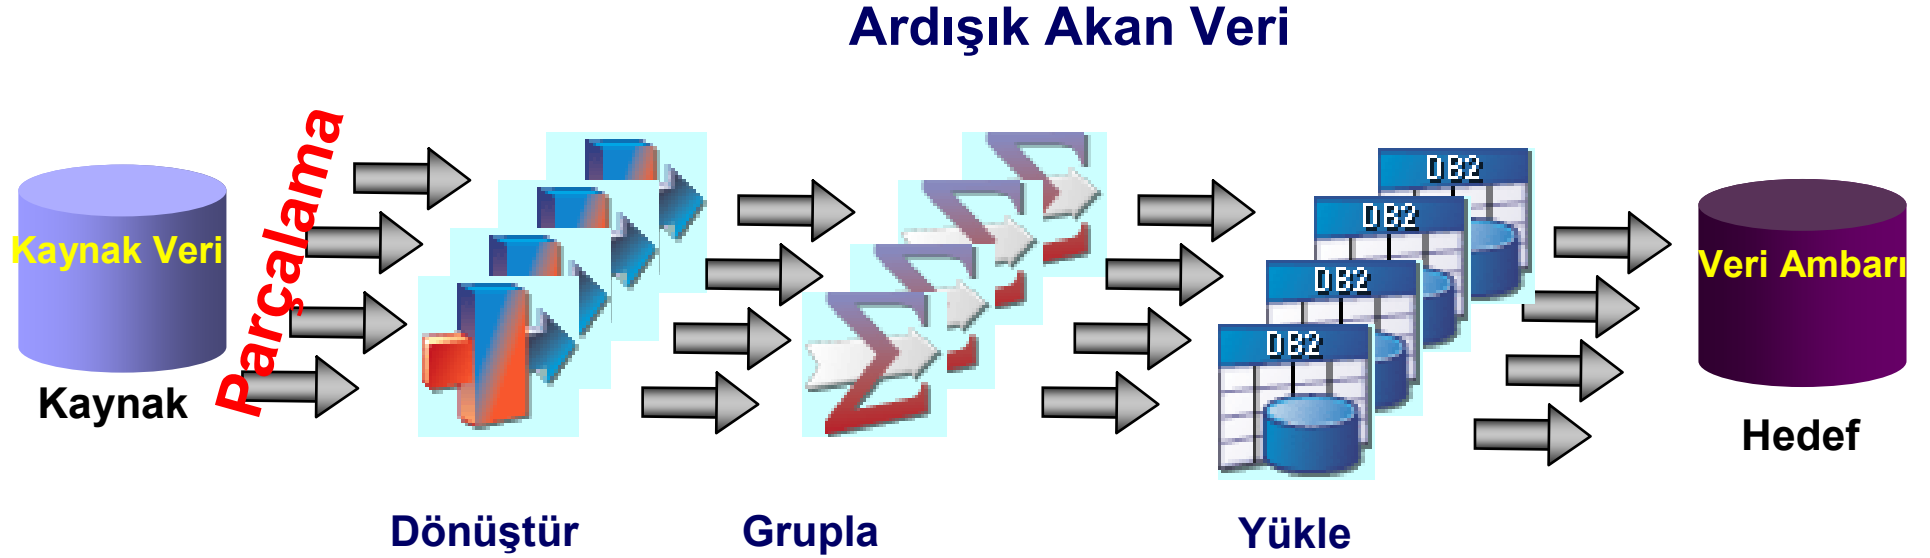 Ardışık Akan Veri
Parçalama
Kaynak Veri
Kaynak
DB2
DB2
DB2
DB2
Veri Ambarı
Hedef
Dönüştür
Grupla
Yükle